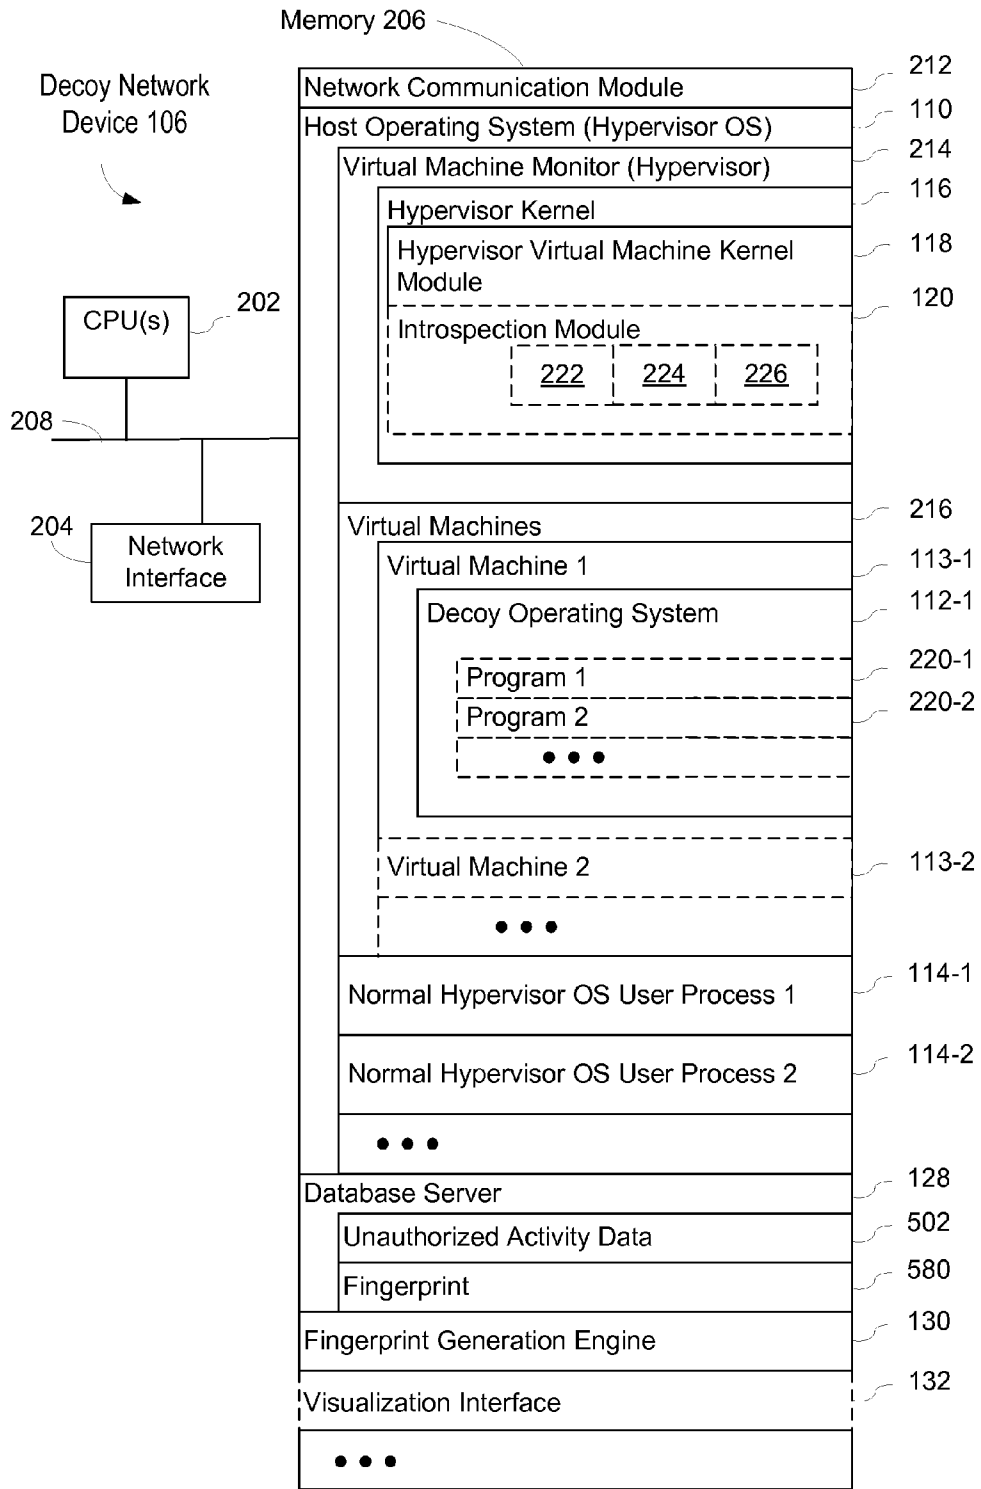 Memory 206
Decoy Network
Device 106
Network Communication Module
212
Host Operating System (Hypervisor OS)
110
Virtual Machine Monitor (Hypervisor)
214
Hypervisor Kernel
116
Hypervisor Virtual Machine Kernel
Module
118
Introspection Module
120
222
224
226
CPU(s)
202
208
204
Network
Interface
Virtual Machines
216
Virtual Machine 1
113-1
Decoy Operating System
112-1
Program 1
220-1
Program 2
220-2
Virtual Machine 2
113-2
Normal Hypervisor OS User Process 1
114-1
Normal Hypervisor OS User Process 2
114-2
Database Server
128
Unauthorized Activity Data
502
Fingerprint
580
Fingerprint Generation Engine
130
Visualization Interface
132